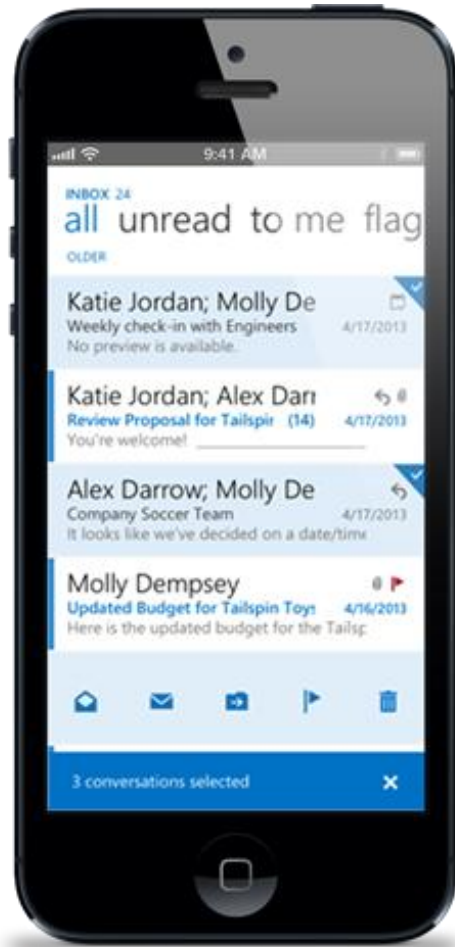 9:41 AM
INBOX 24
all unread to me flag
OLDER
Katie Jordan; Molly De
Weekly check-in with Engineers 4/17/2013
No preview is available.
Katie Jordan; Alex Darr
Review Proposal for Tailspin (14) 4/17/2013
You're welcome!
Alex Darrow; Molly De
Company Soccer Team 4/17/2013
It looks like we've decided on a date/time
Molly Dempsey
Updated Budget for Tailspin Toys 4/16/2013
Here is the updated budget for the Tailsp
3 conversations selected